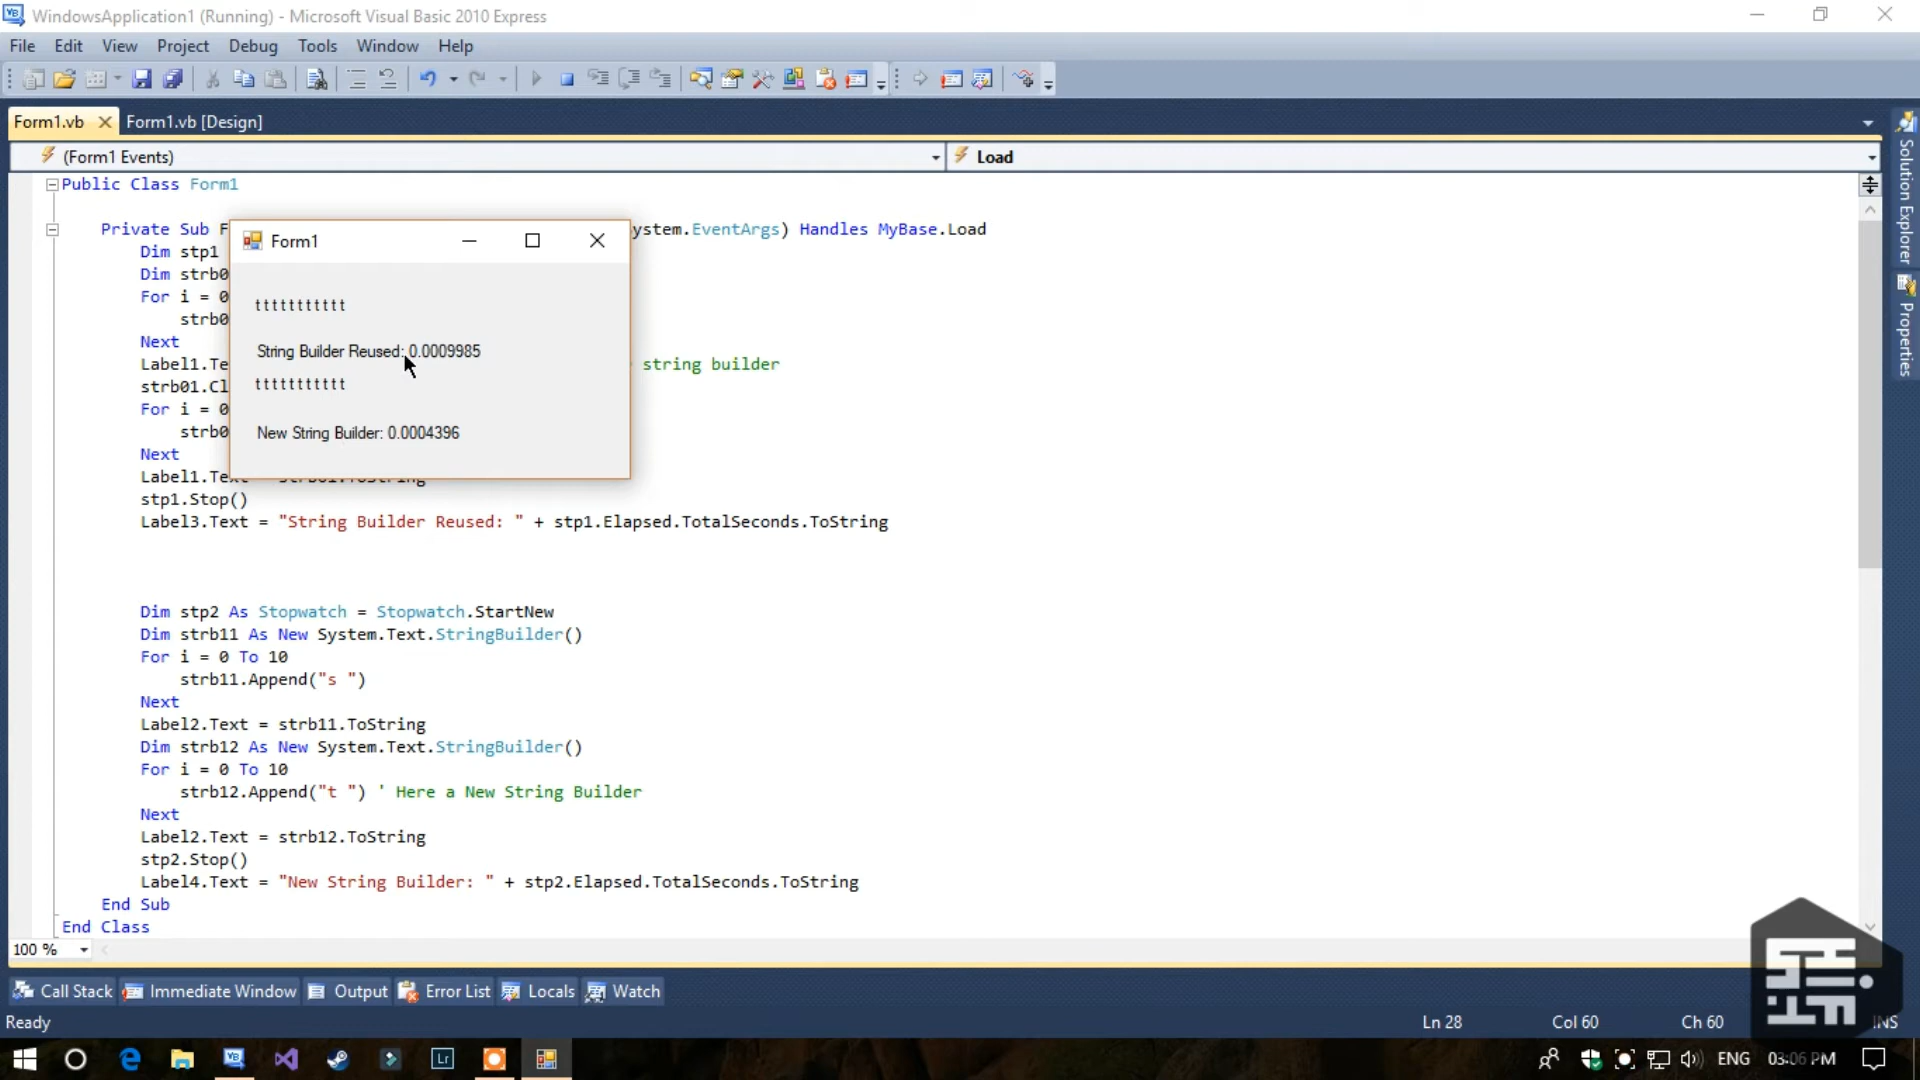 WindowsApplication1 (Running) - Microsoft Visual Basic 2010 Express
File Edit View Project Debug Tools Window Help
Form1.vb Form1.vb [Design]
(Form1 Events) Load
Public Class Form1
Private Sub F ystem.EventArgs) Handles MyBase.Load
Dim stp1
Dim strb0
For i = 0
strb0
Next
Label1.Te string builder
strb01.Cl
For i = 0
strb0
Next
Label1.Te
stp1.Stop()
Label3.Text = "String Builder Reused: " + stp1.Elapsed.TotalSeconds.ToString
Dim stp2 As Stopwatch = Stopwatch.StartNew
Dim strb11 As New System.Text.StringBuilder()
For i = 0 To 10
strb11.Append("s ")
Next
Label2.Text = strb11.ToString
Dim strb12 As New System.Text.StringBuilder()
For i = 0 To 10
strb12.Append("t ") ' Here a New String Builder
Next
Label2.Text = strb12.ToString
stp2.Stop()
Label4.Text = "New String Builder: " + stp2.Elapsed.TotalSeconds.ToString
End Sub
End Class
Form1
t t t t t t t t t t t
String Builder Reused: 0.0009985
t t t t t t t t t t t
New String Builder: 0.0004396
Solution Explorer
Properties
100 %
Call Stack Immediate Window Output Error List Locals Watch
Ready Ln 28 Col 60 Ch 60 INS
Lr ENG 03:06 PM